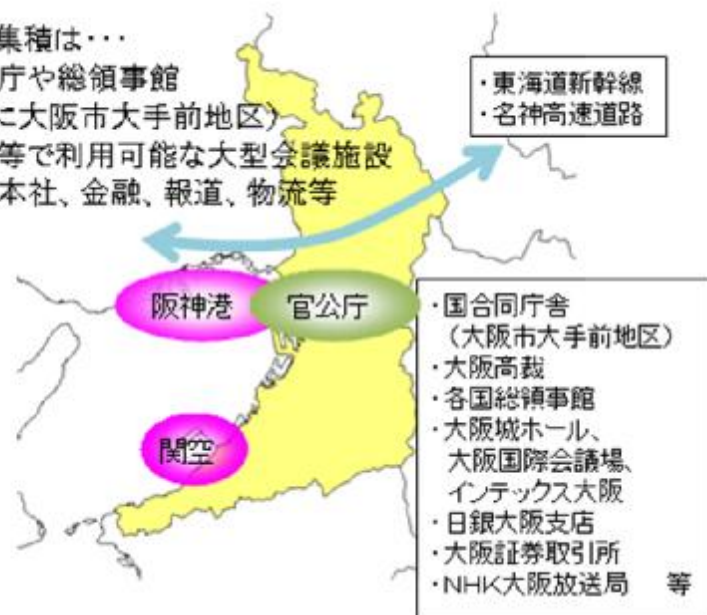 集積は・・・
庁や総領事館
に大阪市大手前地区)
等で利用可能な大型会議施設
本社、金融、報道、物流等
・東海道新幹線
・名神高速道路
阪神港
官公庁
関空
・国合同庁舎
(大阪市大手前地区)
・大阪高裁
・各国総領事館
・大阪城ホール、
大阪国際会議場、
インテックス大阪
・日銀大阪支店
・大阪証券取引所
・NHK大阪放送局 等